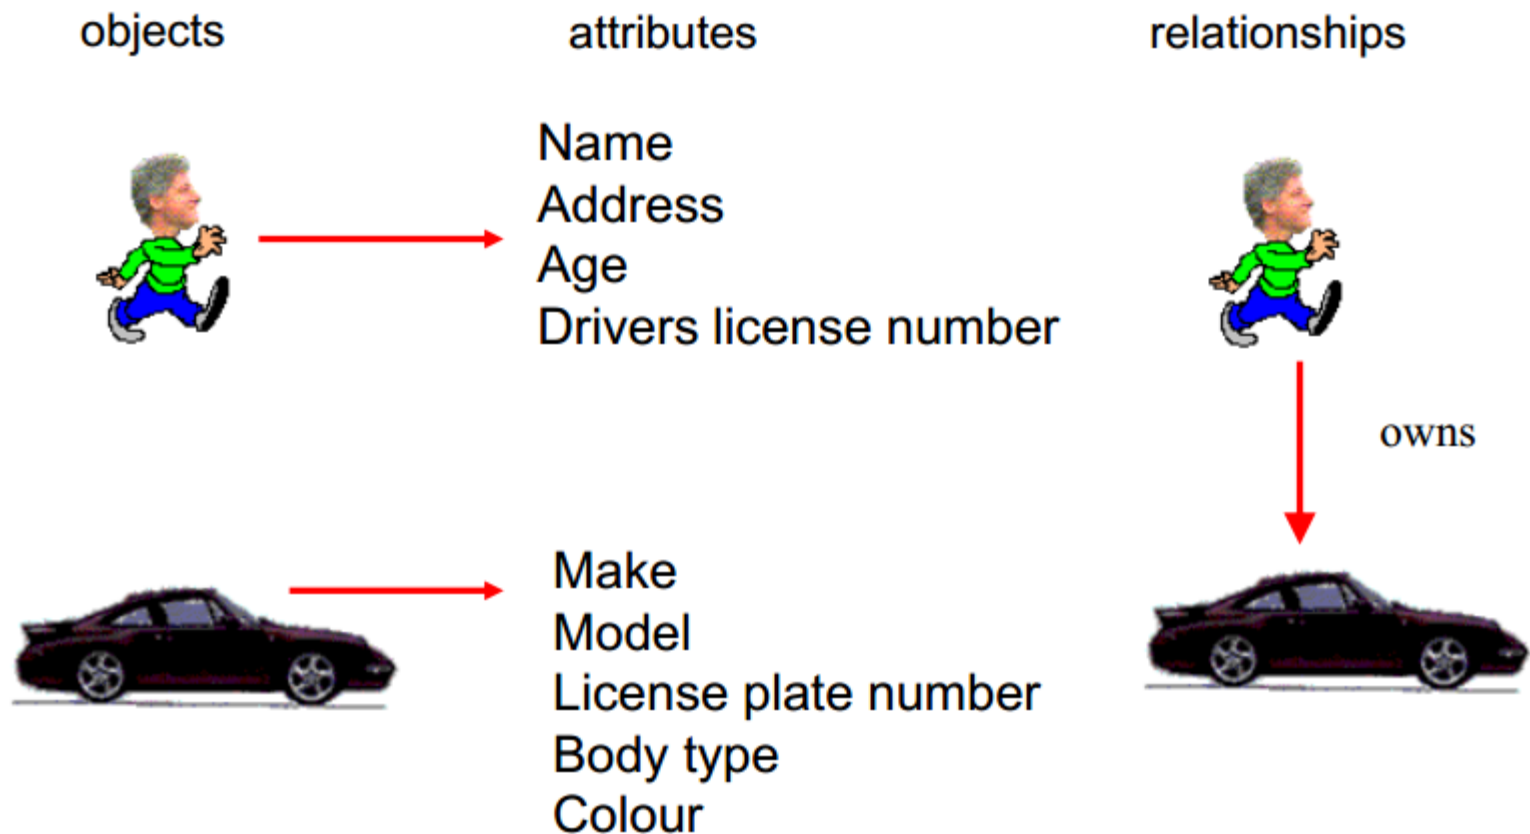 objects
attributes
relationships
Name
Address
Age
Drivers license number
owns
Make
Model
License plate number
Body type
Colour